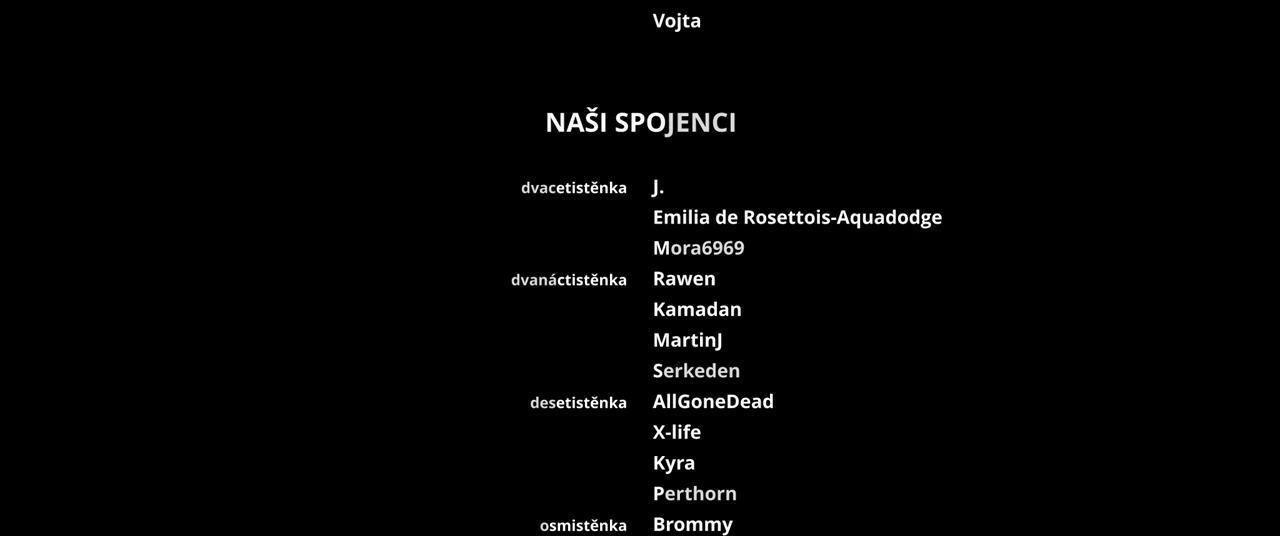 Vojta
NAŠI SPOJENCI
dvacetistěnka J.
Emilia de Rosettois-Aquadodge
Mora6969
dvanáctistěnka Rawen
Kamadan
MartinJ
Serkeden
desetistěnka AllGoneDead
X-life
Kyra
Perthorn
osmistěnka Brommy